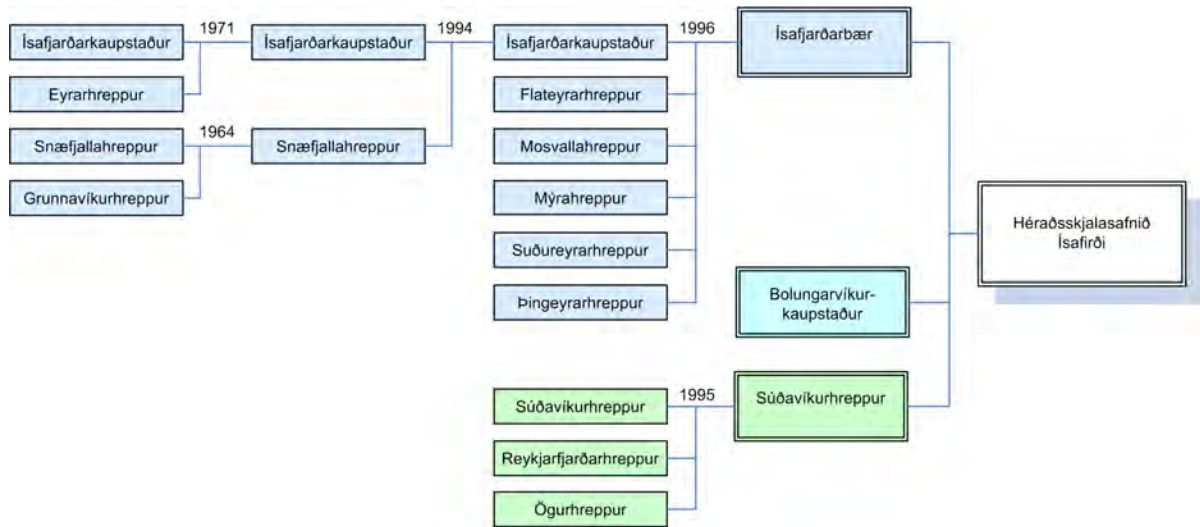 Ísafjarðarkaupstaður
1971
Ísafjarðarkaupstaður
1994
Ísafjarðarkaupstaður
1996
Ísafjarðarbær
Eyrarhreppur
Flateyrarhreppur
Snæfjallahreppur
1964
Snæfjallahreppur
Mosvallahreppur
Grunnavíkurhreppur
Mýrahreppur
Héraðsskjalasafnið
Ísafirði
Suðureyrarhreppur
Þingeyrarhreppur
Bolungarvíkur-
kaupstaður
Súðavíkurhreppur
1995
Súðavíkurhreppur
Reykjarfjarðarhreppur
Ögurhreppur